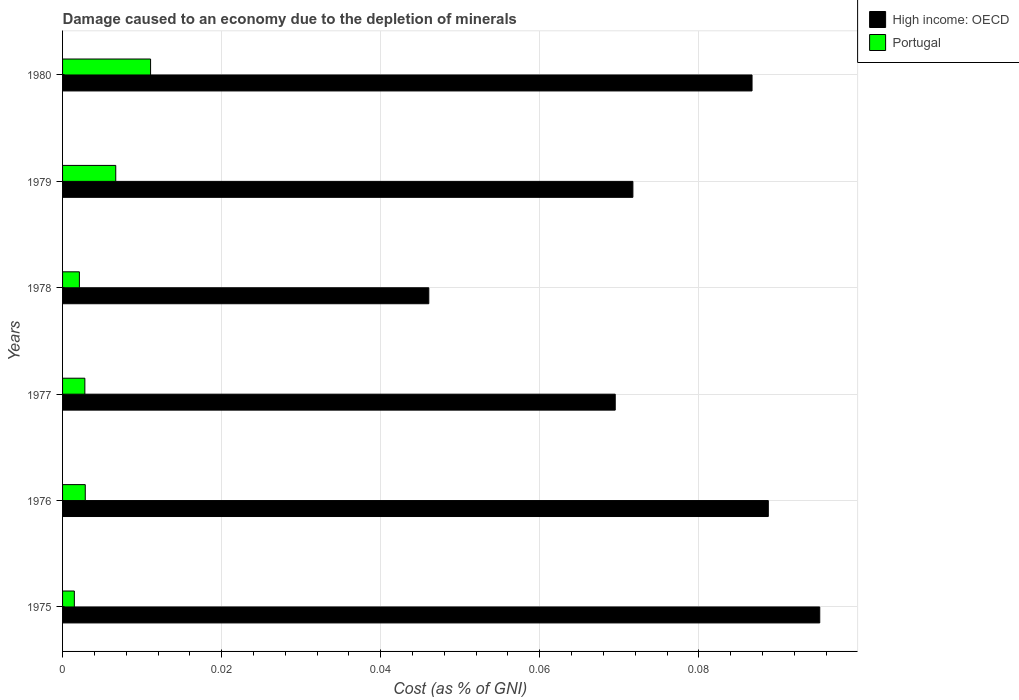 Damage caused to an economy due to the depletion of minerals
High income: OECD
Portugal
1980
1979
1978
1977
1976
1975
Years
0
0.02
0.04
0.06
0.08
Cost (as % of GNI)